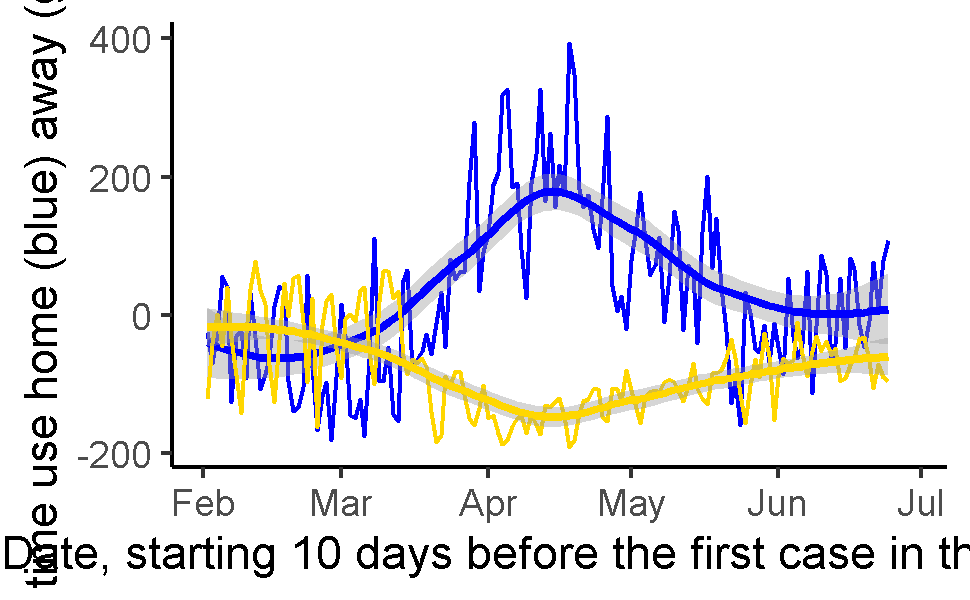 time use home (blue) away (
400
200
0
-200
Feb Mar Apr May Jun Jul
Date, starting 10 days before the first case in th